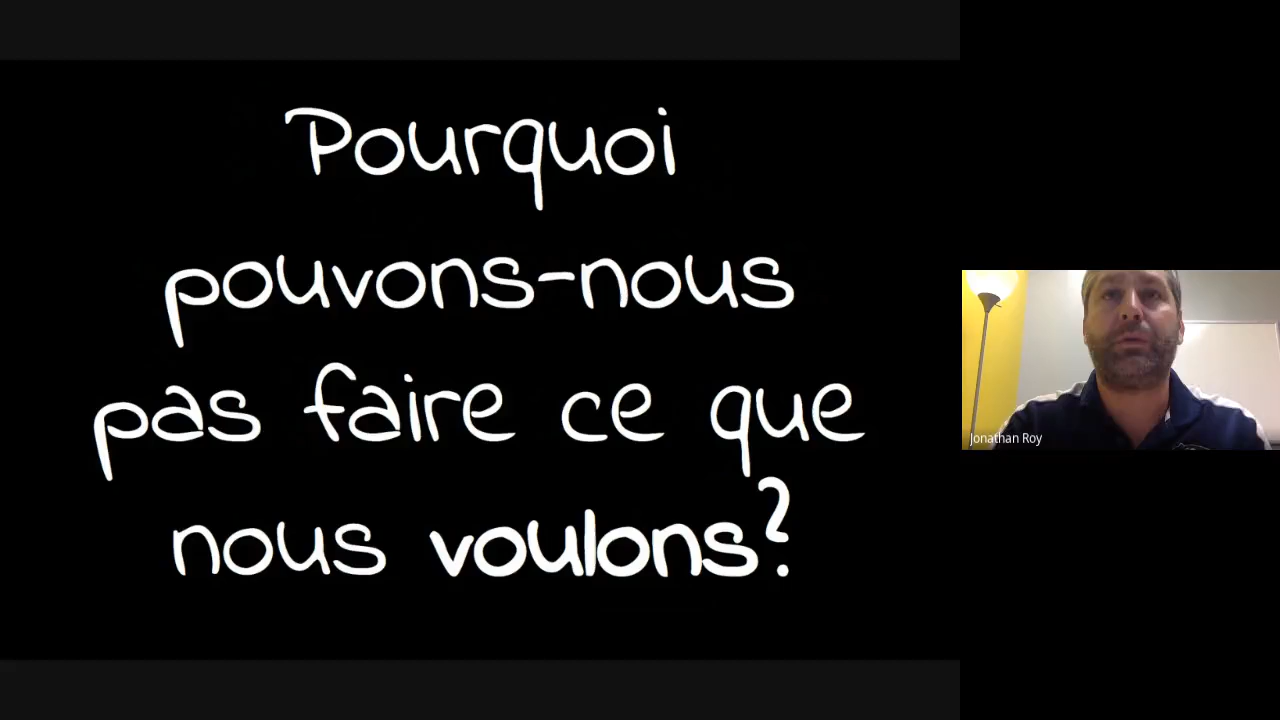 Pourquoi
pouvons-nous
pas faire ce que
nous voulons?
Jonathan Roy